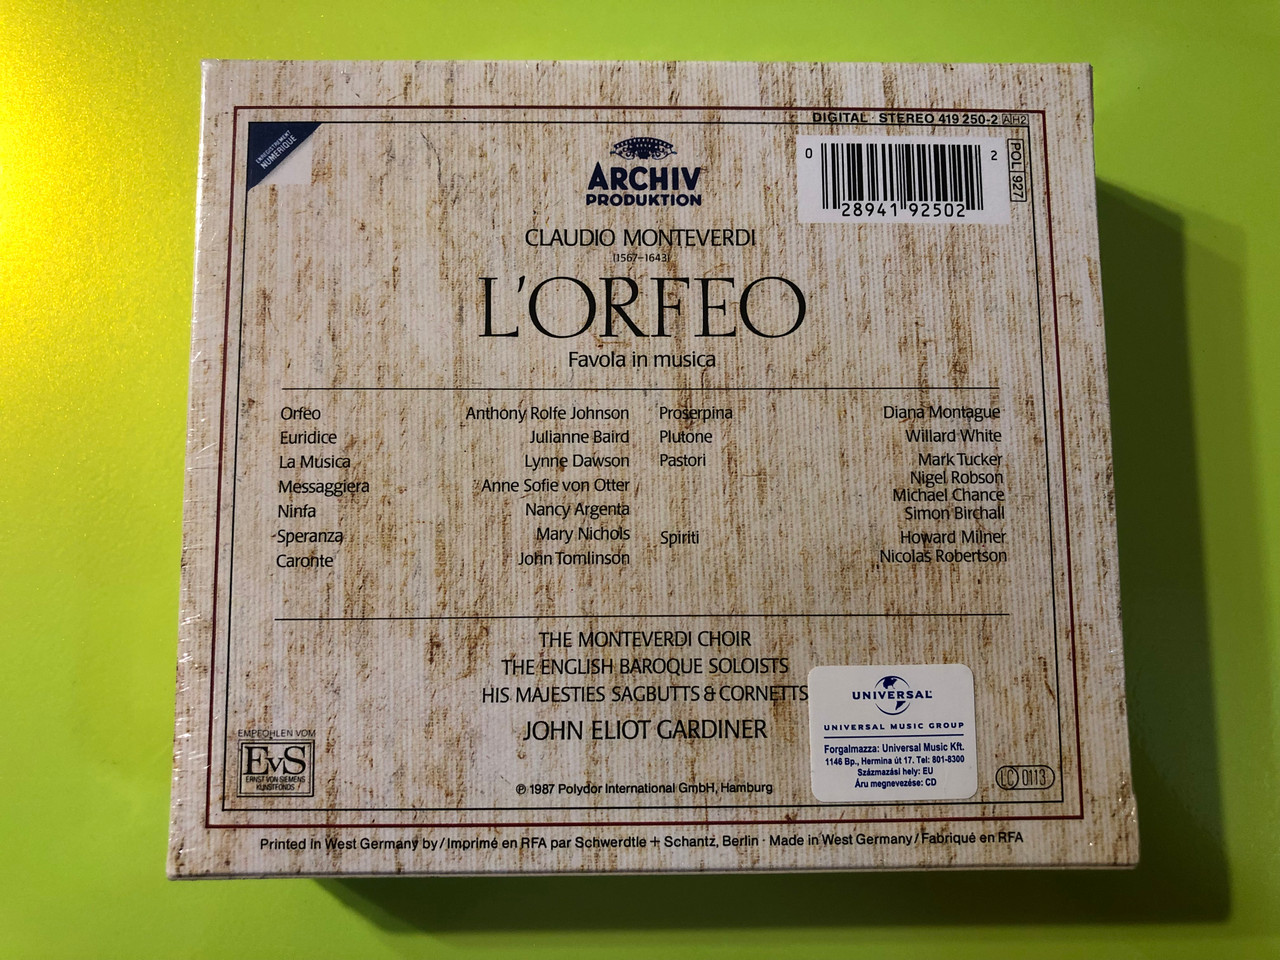 ENREGISTREMENT
NUMÉRIQUE
DIGITAL · STEREO 419 250-2 AH2
0 28941 92502 2
POL 927
ARCHIV
PRODUKTION
CLAUDIO MONTEVERDI
(1567–1643)
L'ORFEO
Favola in musica
Orfeo Anthony Rolfe Johnson Proserpina Diana Montague
Euridice Julianne Baird Plutone Willard White
La Musica Lynne Dawson Pastori Mark Tucker
Messaggiera Anne Sofie von Otter Nigel Robson
Michael Chance
Ninfa Nancy Argenta Simon Birchall
Speranza Mary Nichols Spiriti Howard Milner
Caronte John Tomlinson Nicolas Robertson
THE MONTEVERDI CHOIR
THE ENGLISH BAROQUE SOLOISTS
HIS MAJESTIES SAGBUTTS & CORNETTS
JOHN ELIOT GARDINER
EMPFOHLEN VOM
EvS
ERNST VON SIEMENS
KUNSTFONDS
℗ 1987 Polydor International GmbH, Hamburg
UNIVERSAL
UNIVERSAL MUSIC GROUP
Forgalmazza: Universal Music Kft.
1146 Bp., Hermina út 17. Tel: 801-8300
Származási hely: EU
Áru megnevezése: CD
LC 0113
Printed in West Germany by / Imprimé en RFA par Schwerdtle + Schantz, Berlin · Made in West Germany / Fabriqué en RFA